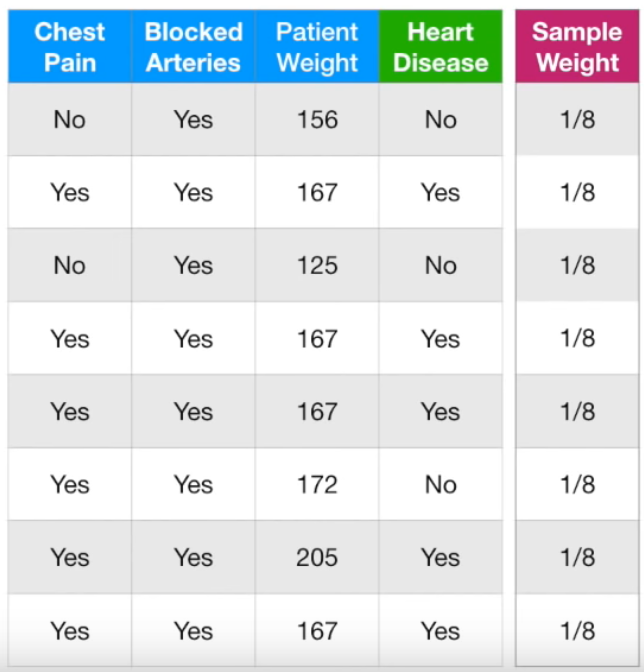 Chest Pain Blocked Arteries Patient Weight Heart Disease Sample Weight
No Yes 156 No 1/8
Yes Yes 167 Yes 1/8
No Yes 125 No 1/8
Yes Yes 167 Yes 1/8
Yes Yes 167 Yes 1/8
Yes Yes 172 No 1/8
Yes Yes 205 Yes 1/8
Yes Yes 167 Yes 1/8